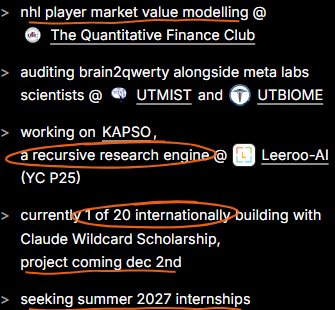 > nhl player market value modelling @
The Quantitative Finance Club
> auditing brain2qwerty alongside meta labs
scientists @ UTMIST and UTBIOME
> working on KAPSO,
a recursive research engine @ Leeroo-AI
(YC P25)
> currently 1 of 20 internationally building with
Claude Wildcard Scholarship,
project coming dec 2nd
> seeking summer 2027 internships